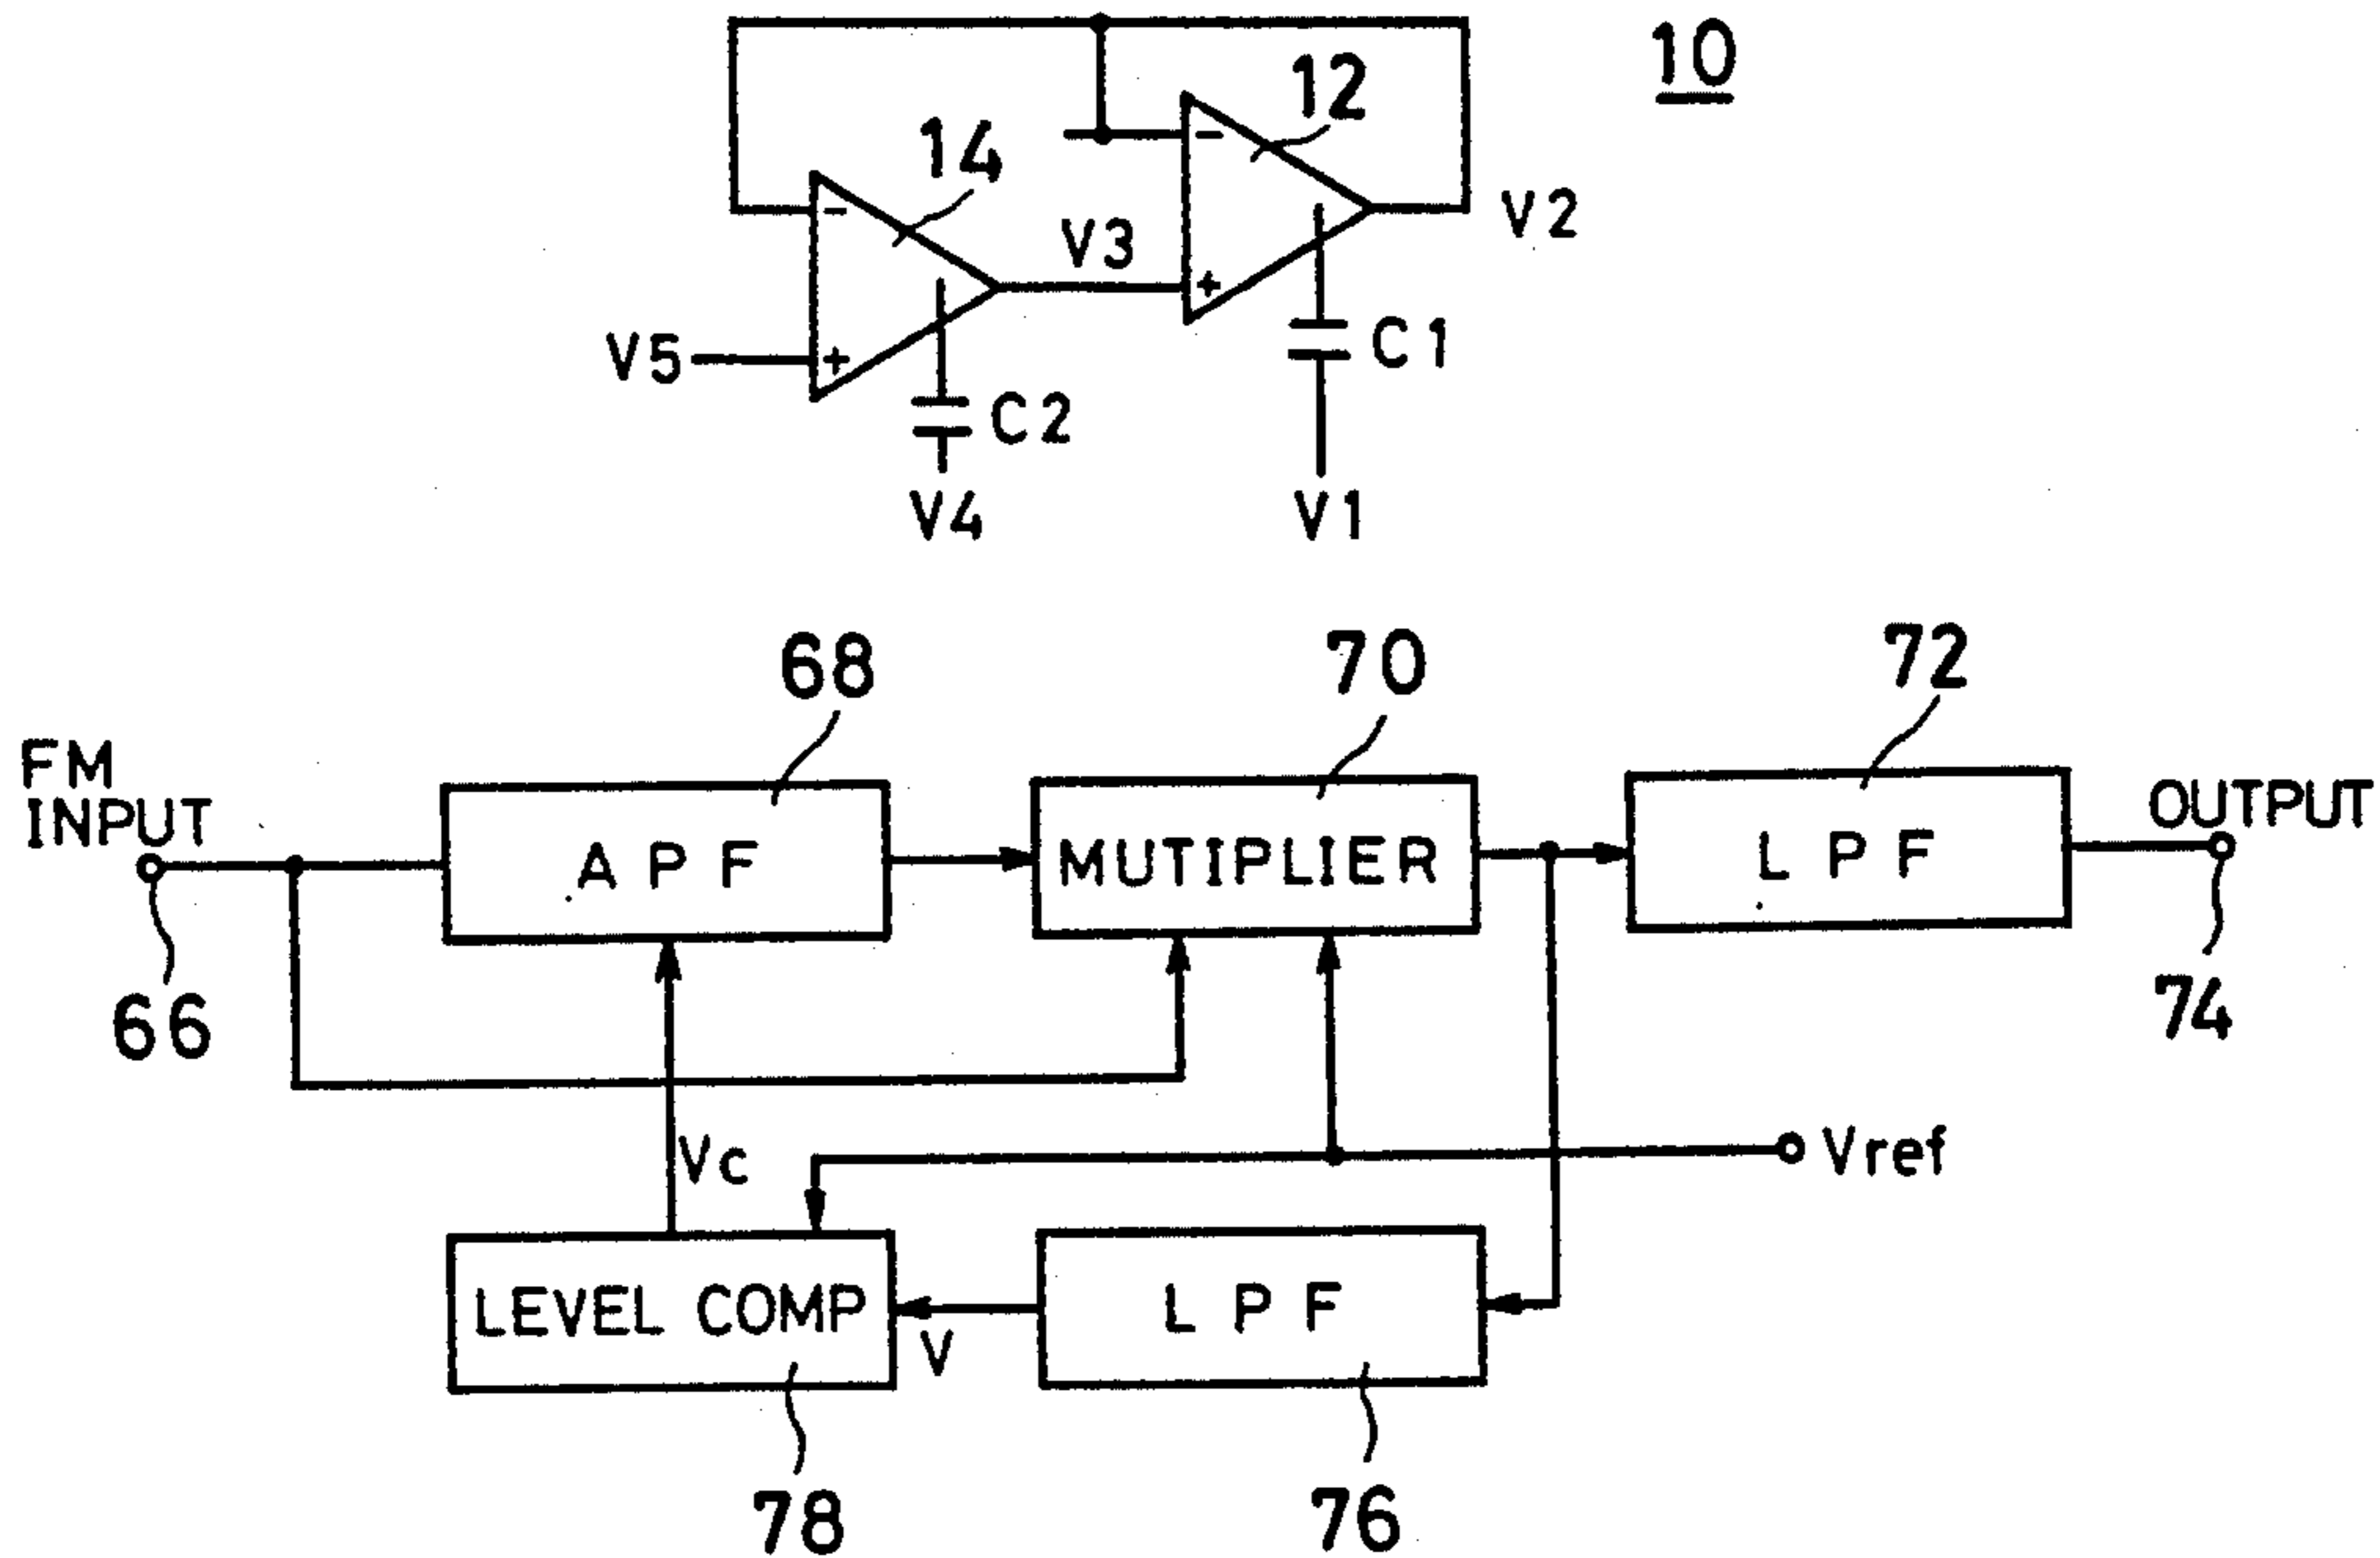 10
12
14
-
-
V2
V3
+
C1
V5
+
C2
V4
V1
68
70
72
FM
INPUT
OUTPUT
APF
MUTIPLIER
LPF
66
74
Vc
Vref
LEVEL COMP
LPF
V
78
76